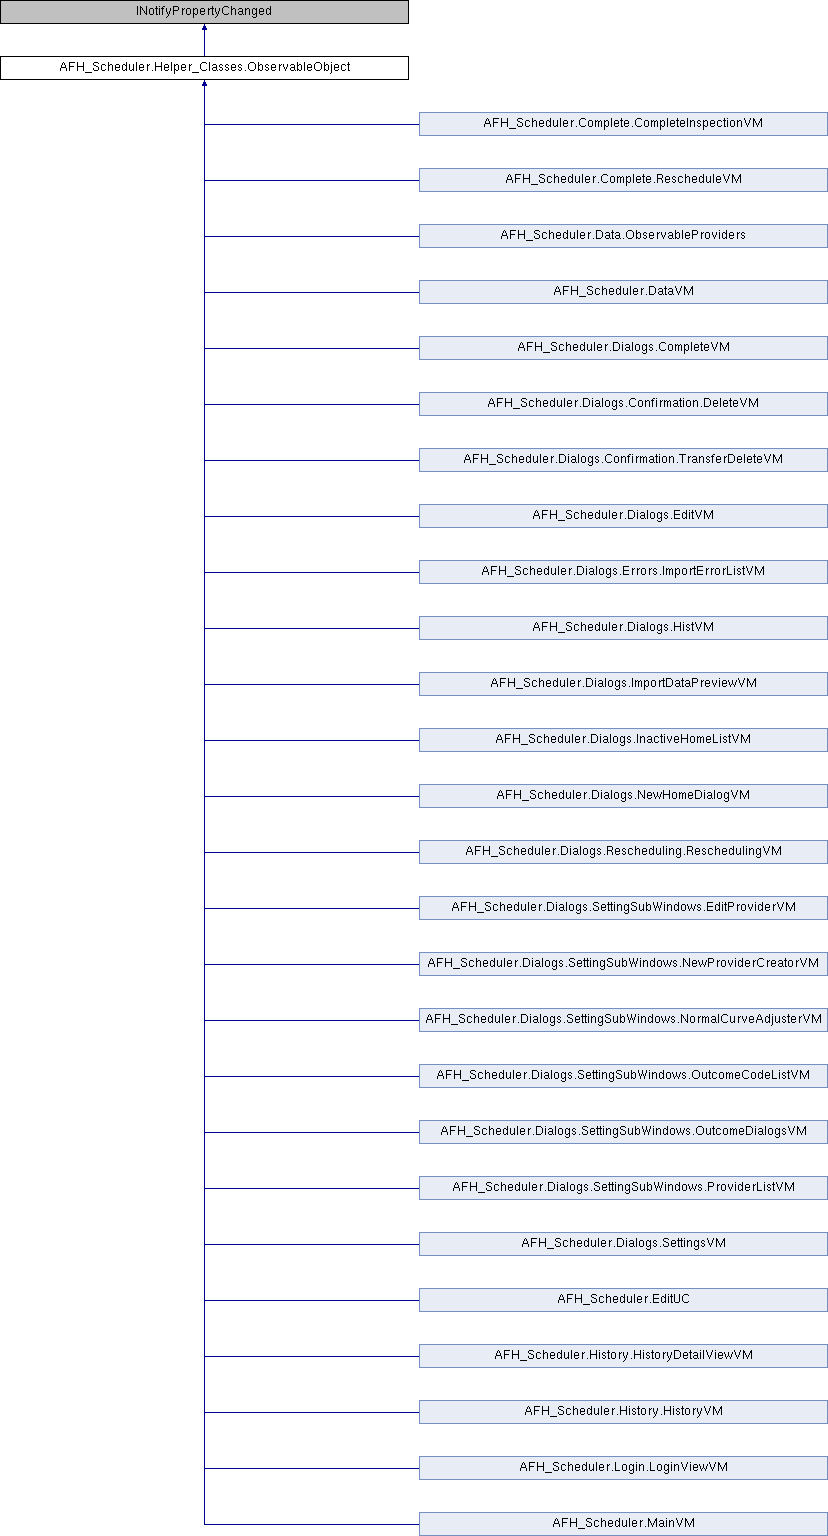 INotifyPropertyChanged
AFH_Scheduler.Helper_Classes.ObservableObject
AFH_Scheduler.Complete.CompleteInspectionVM
AFH_Scheduler.Complete.RescheduleVM
AFH_Scheduler.Data.ObservableProviders
AFH_Scheduler.DataVM
AFH_Scheduler.Dialogs.CompleteVM
AFH_Scheduler.Dialogs.Confirmation.DeleteVM
AFH_Scheduler.Dialogs.Confirmation.TransferDeleteVM
AFH_Scheduler.Dialogs.EditVM
AFH_Scheduler.Dialogs.Errors.ImportErrorListVM
AFH_Scheduler.Dialogs.HistVM
AFH_Scheduler.Dialogs.ImportDataPreviewVM
AFH_Scheduler.Dialogs.InactiveHomeListVM
AFH_Scheduler.Dialogs.NewHomeDialogVM
AFH_Scheduler.Dialogs.Rescheduling.ReschedulingVM
AFH_Scheduler.Dialogs.SettingSubWindows.EditProviderVM
AFH_Scheduler.Dialogs.SettingSubWindows.NewProviderCreatorVM
AFH_Scheduler.Dialogs.SettingSubWindows.NormalCurveAdjusterVM
AFH_Scheduler.Dialogs.SettingSubWindows.OutcomeCodeListVM
AFH_Scheduler.Dialogs.SettingSubWindows.OutcomeDialogsVM
AFH_Scheduler.Dialogs.SettingSubWindows.ProviderListVM
AFH_Scheduler.Dialogs.SettingsVM
AFH_Scheduler.EditUC
AFH_Scheduler.History.HistoryDetailViewVM
AFH_Scheduler.History.HistoryVM
AFH_Scheduler.Login.LoginViewVM
AFH_Scheduler.MainVM